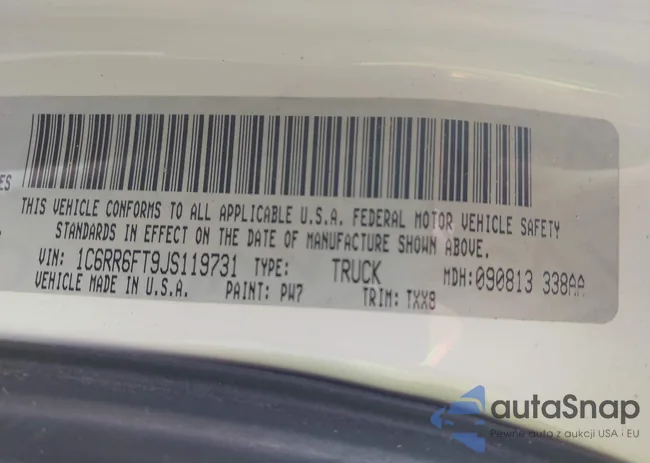 ES
THIS VEHICLE CONFORMS TO ALL APPLICABLE U.S.A. FEDERAL MOTOR VEHICLE SAFETY
STANDARDS IN EFFECT ON THE DATE OF MANUFACTURE SHOWN ABOVE.
VIN: 1C6RR6FT9JS119731 TYPE: TRUCK MDH:090813 338AA
VEHICLE MADE IN U.S.A. PAINT: PW7 TRIM: TXX8
autaSnap
Pewne auto z aukcji USA i EU